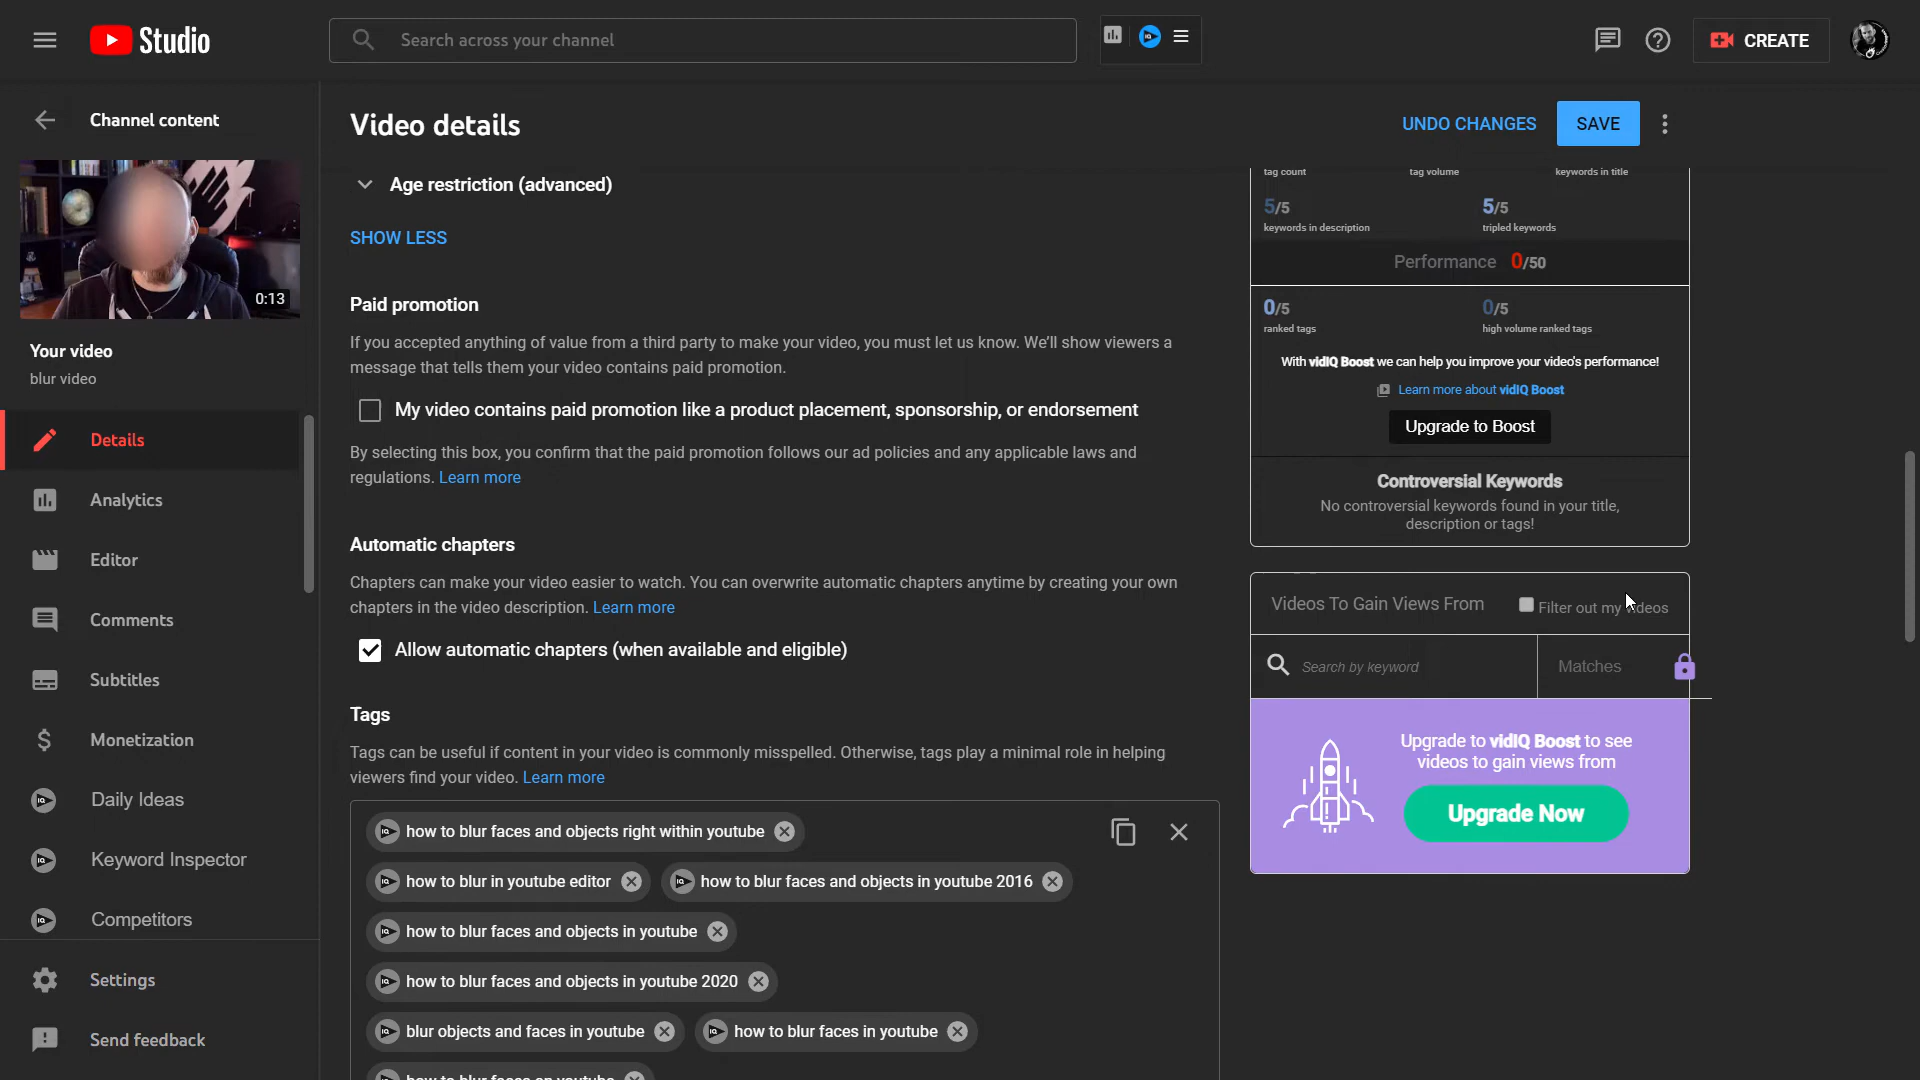 Studio
Search across your channel
CREATE
Channel content
0:13
Your video
blur video
Details
Analytics
Editor
Comments
Subtitles
Monetization
Daily Ideas
Keyword Inspector
Competitors
Settings
Send feedback
Video details
UNDO CHANGES
SAVE
Age restriction (advanced)
SHOW LESS
Paid promotion
If you accepted anything of value from a third party to make your video, you must let us know. We'll show viewers a
message that tells them your video contains paid promotion.
My video contains paid promotion like a product placement, sponsorship, or endorsement
By selecting this box, you confirm that the paid promotion follows our ad policies and any applicable laws and
regulations. Learn more
Automatic chapters
Chapters can make your video easier to watch. You can overwrite automatic chapters anytime by creating your own
chapters in the video description. Learn more
Allow automatic chapters (when available and eligible)
Tags
Tags can be useful if content in your video is commonly misspelled. Otherwise, tags play a minimal role in helping
viewers find your video. Learn more
how to blur faces and objects right within youtube
how to blur in youtube editor
how to blur faces and objects in youtube 2016
how to blur faces and objects in youtube
how to blur faces and objects in youtube 2020
blur objects and faces in youtube
how to blur faces in youtube
how to blur faces on youtube
tag count
tag volume
keywords in title
5/5
5/5
keywords in description
tripled keywords
Performance 0/50
0/5
0/5
ranked tags
high volume ranked tags
With vidIQ Boost we can help you improve your video's performance!
Learn more about vidIQ Boost
Upgrade to Boost
Controversial Keywords
No controversial keywords found in your title,
description or tags!
Videos To Gain Views From
Filter out my videos
Search by keyword
Matches
Upgrade to vidIQ Boost to see
videos to gain views from
Upgrade Now